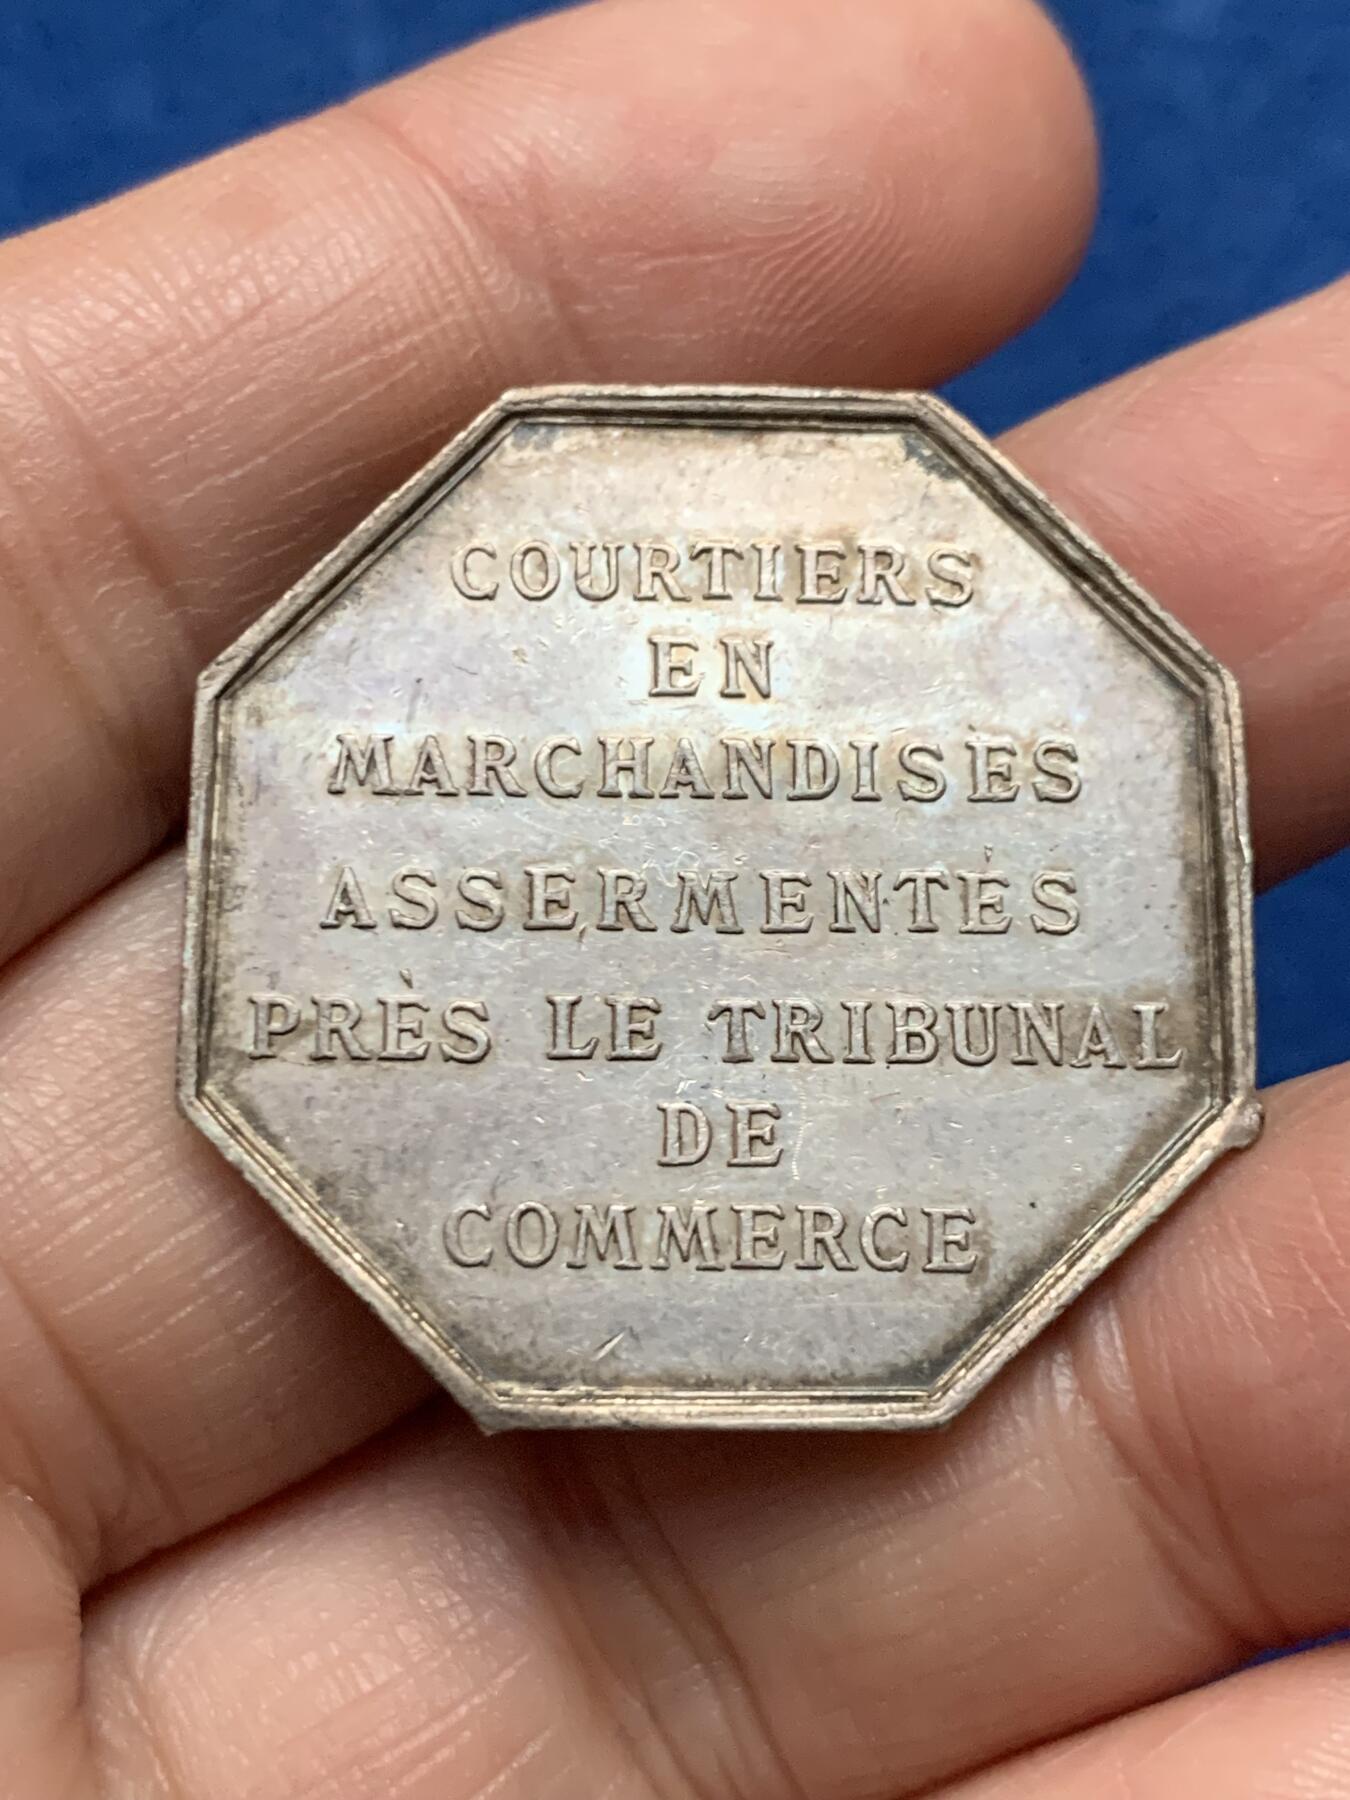 COURTIERS
EN
MARCHANDISES
ASSERMENTÉS
PRÈS LE TRIBUNAL
DE
COMMERCE